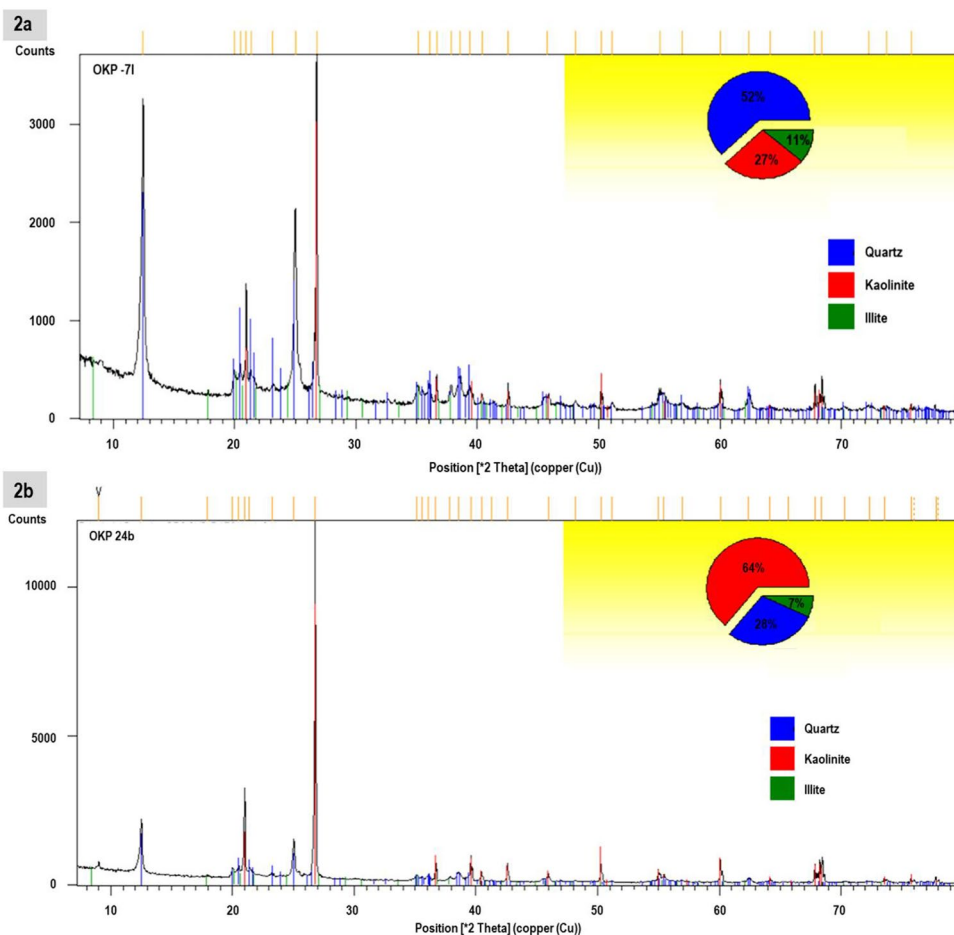 2a
Counts
OKP -7I
52%
11%
27%
3000
2000
1000
0
Quartz
Kaolinite
Illite
10 20 30 40 50 60 70
Position [*2 Theta] (copper (Cu))
2b
V
Counts
OKP 24b
64%
7%
28%
10000
5000
0
Quartz
Kaolinite
Illite
10 20 30 40 50 60 70
Position [*2 Theta] (copper (Cu))